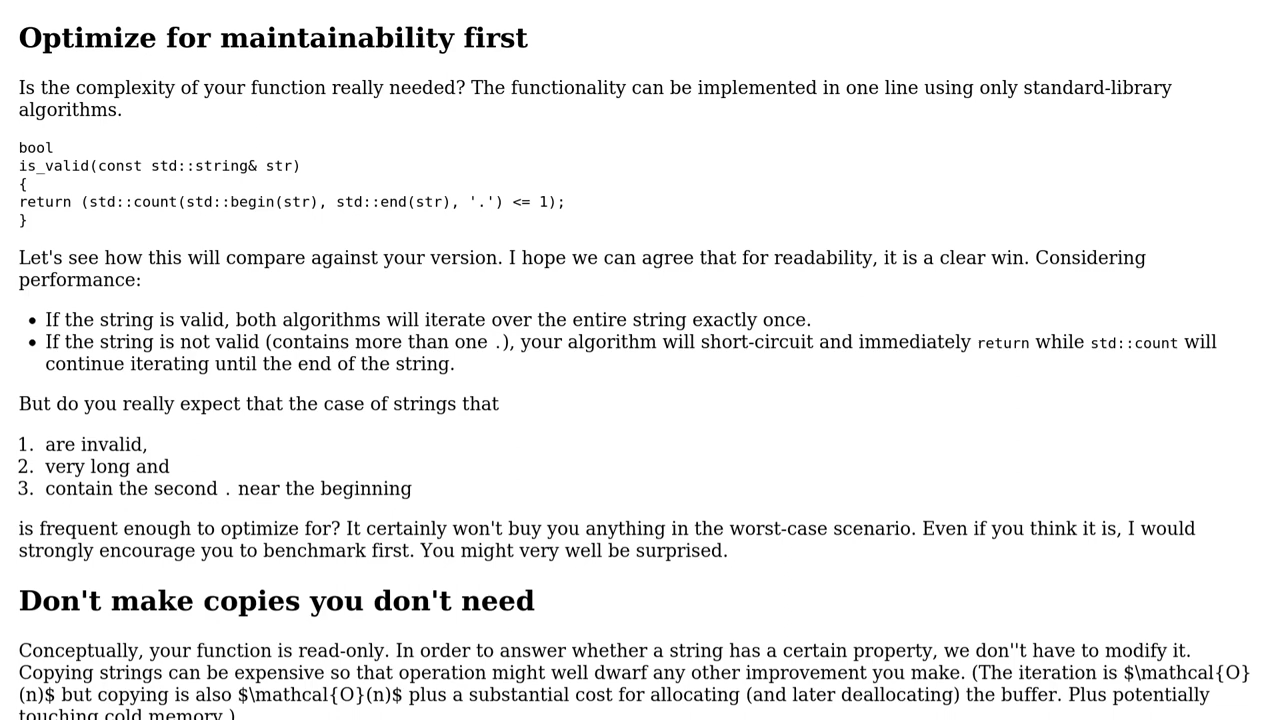 Optimize for maintainability first
Is the complexity of your function really needed? The functionality can be implemented in one line using only standard-library
algorithms.
bool
is_valid(const std::string& str)
{
return (std::count(std::begin(str), std::end(str), '.') <= 1);
}
Let's see how this will compare against your version. I hope we can agree that for readability, it is a clear win. Considering
performance:
• If the string is valid, both algorithms will iterate over the entire string exactly once.
• If the string is not valid (contains more than one .), your algorithm will short-circuit and immediately return while std::count will
continue iterating until the end of the string.
But do you really expect that the case of strings that
1. are invalid,
2. very long and
3. contain the second . near the beginning
is frequent enough to optimize for? It certainly won't buy you anything in the worst-case scenario. Even if you think it is, I would
strongly encourage you to benchmark first. You might very well be surprised.
Don't make copies you don't need
Conceptually, your function is read-only. In order to answer whether a string has a certain property, we don''t have to modify it.
Copying strings can be expensive so that operation might well dwarf any other improvement you make. (The iteration is $\mathcal{O}
(n)$ but copying is also $\mathcal{O}(n)$ plus a substantial cost for allocating (and later deallocating) the buffer. Plus potentially
touching cold memory.)